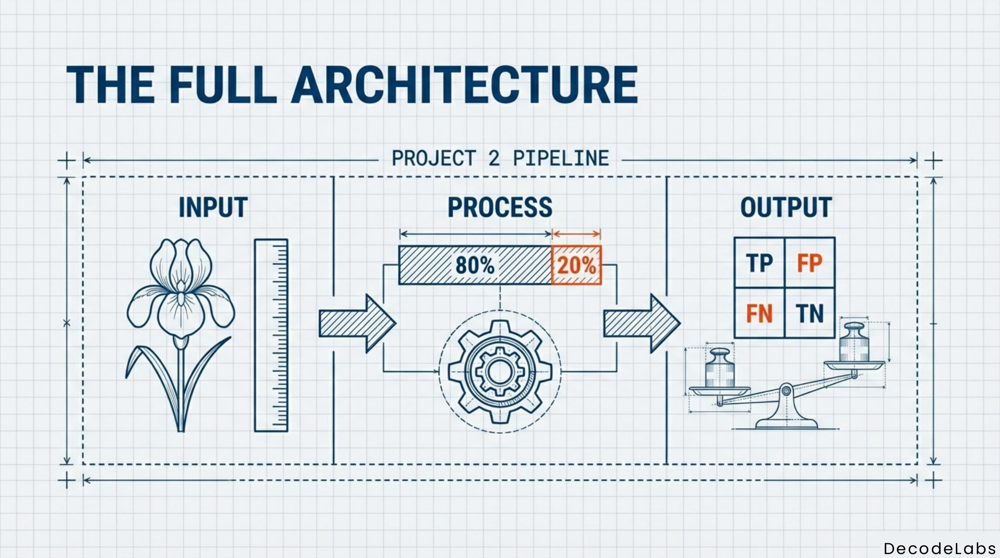 THE FULL ARCHITECTURE
PROJECT 2 PIPELINE
INPUT
PROCESS
OUTPUT
80%
20%
TP
FP
FN
TN
DecodeLabs